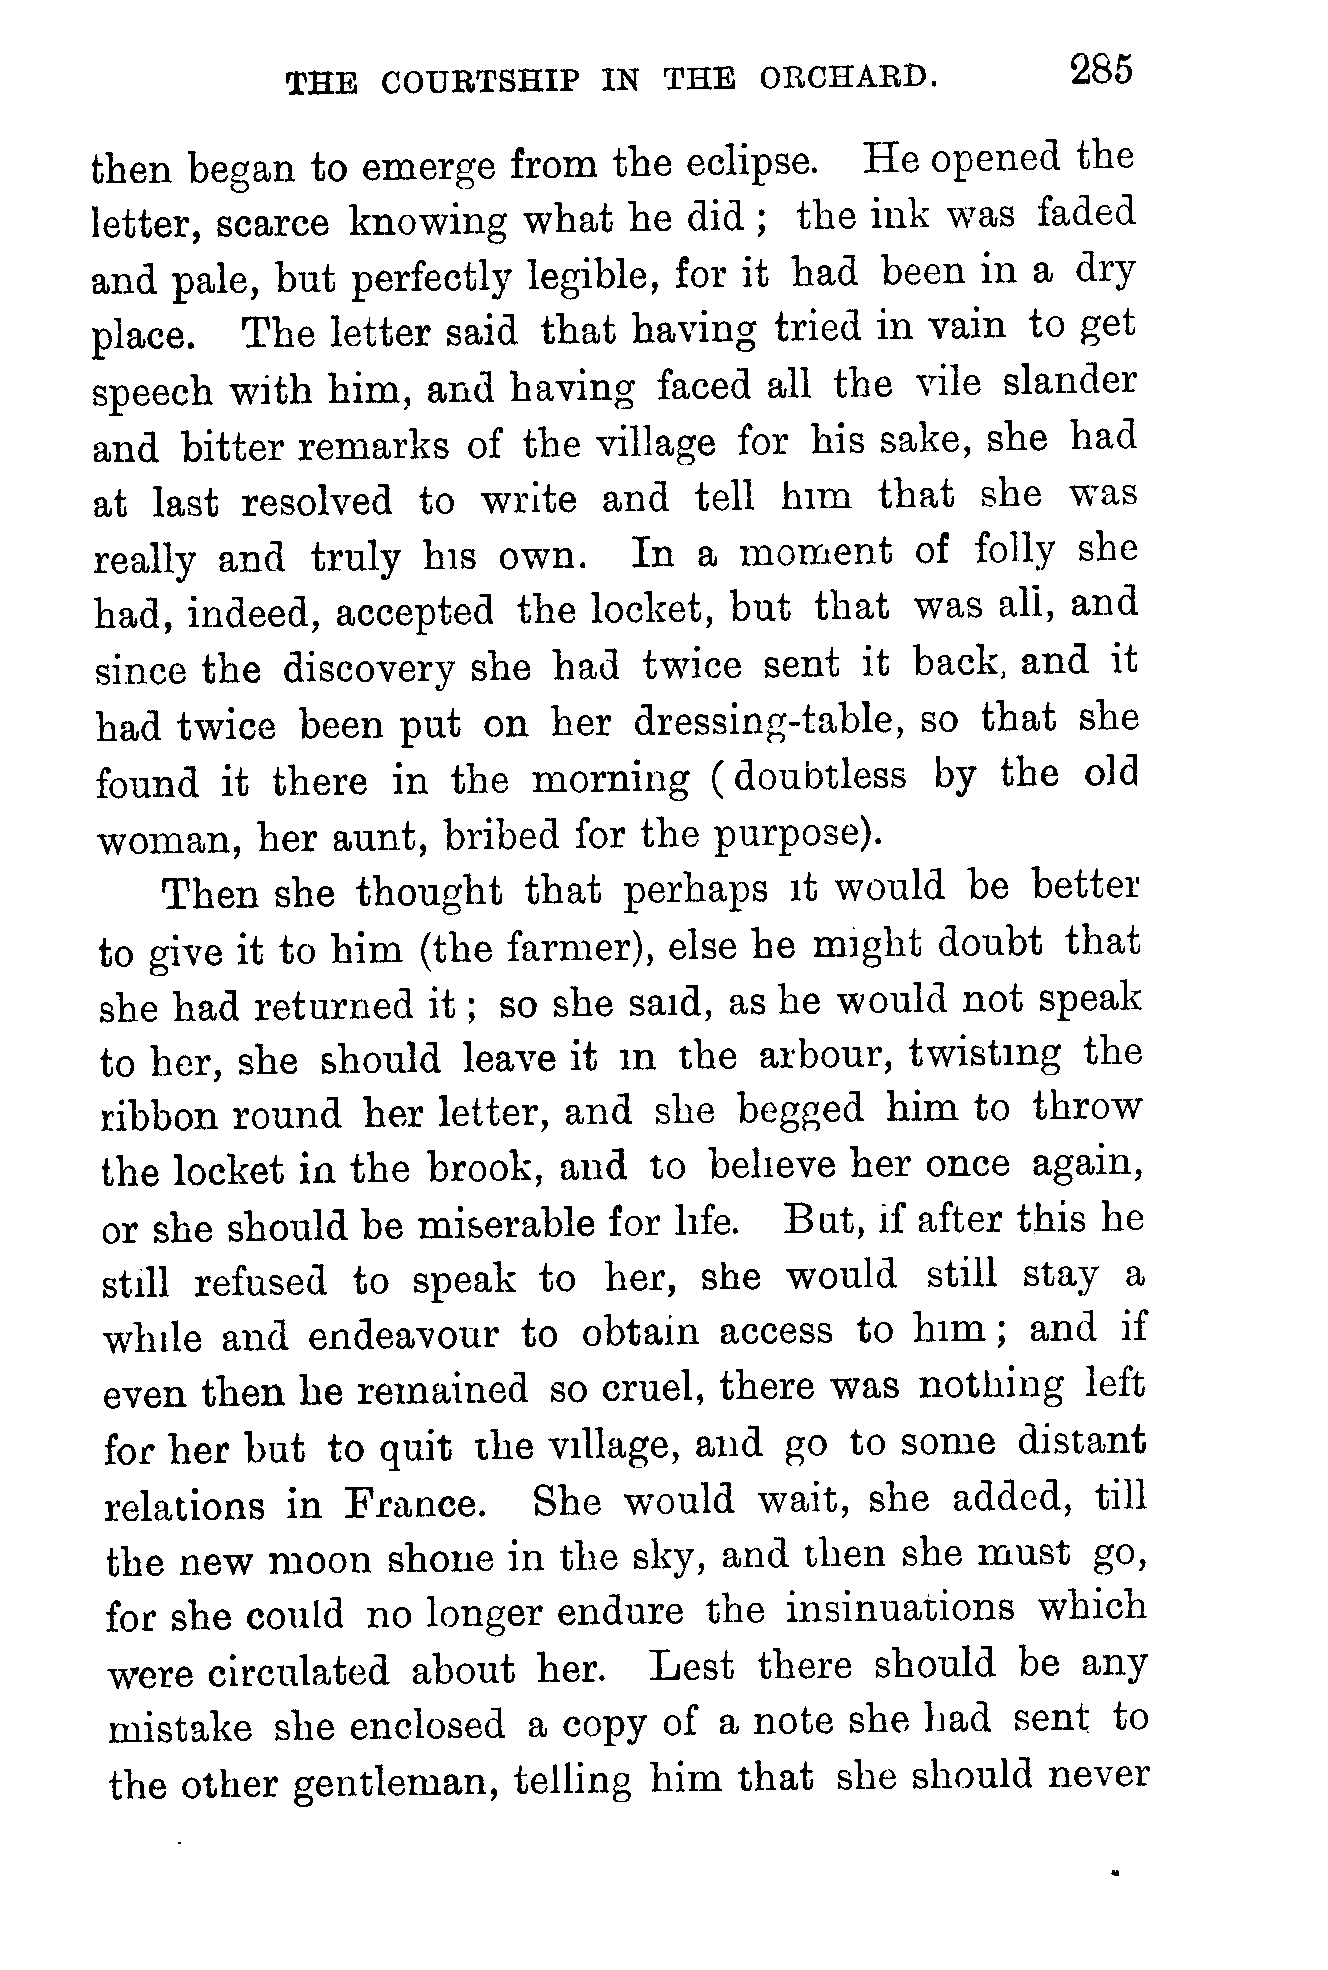 THE COURTSHIP IN THE ORCHARD. 285
then began to emerge from the eclipse. He opened the
letter, scarce knowing what he did ; the ink was faded
and pale, but perfectly legible, for it had been in a dry
place. The letter said that having tried in vain to get
speech with him, and having faced all the vile slander
and bitter remarks of the village for his sake, she had
at last resolved to write and tell him that she was
really and truly his own. In a moment of folly she
had, indeed, accepted the locket, but that was all, and
since the discovery she had twice sent it back, and it
had twice been put on her dressing-table, so that she
found it there in the morning (doubtless by the old
woman, her aunt, bribed for the purpose).
Then she thought that perhaps it would be better
to give it to him (the farmer), else he might doubt that
she had returned it ; so she said, as he would not speak
to her, she should leave it in the arbour, twisting the
ribbon round her letter, and she begged him to throw
the locket in the brook, and to believe her once again,
or she should be miserable for life. But, if after this he
still refused to speak to her, she would still stay a
while and endeavour to obtain access to him ; and if
even then he remained so cruel, there was nothing left
for her but to quit the village, and go to some distant
relations in France. She would wait, she added, till
the new moon shone in the sky, and then she must go,
for she could no longer endure the insinuations which
were circulated about her. Lest there should be any
mistake she enclosed a copy of a note she had sent to
the other gentleman, telling him that she should never